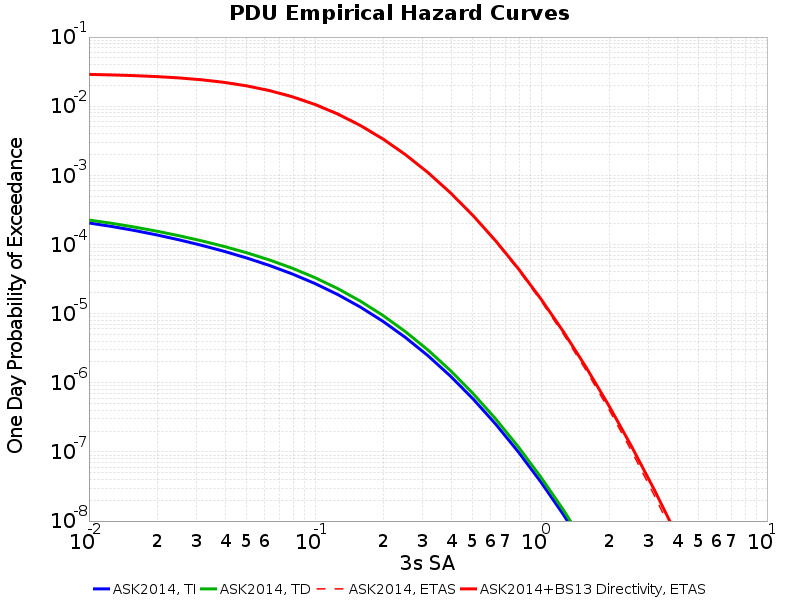 PDU Empirical Hazard Curves
One Day Probability of Exceedance
10^-1
10^-2
10^-3
10^-4
10^-5
10^-6
10^-7
10^-8
10^-2 2 3 4 5 6 10^-1 2 3 4 5 6 7 10^0 2 3 4 5 6 7 10^1
3s SA
ASK2014, TI ASK2014, TD ASK2014, ETAS ASK2014+BS13 Directivity, ETAS